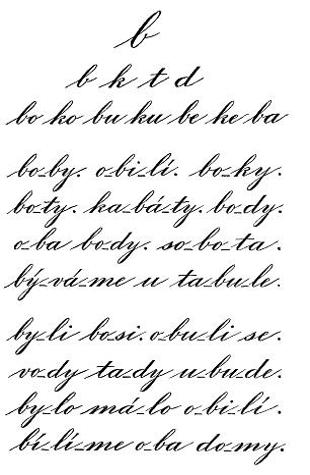 b
b k t d
bo ko bu ku be ke ba
bo-by. o-bi-lí. bo-ky.
bo-ty. ka-bá-ty. bo-dy.
o-ba bo-dy. so-bo-ta.
bý-vá-me u ta-bu-le.
by-li bo-si. o-bu-li se.
vo-dy ta-dy u-bu-de.
by-lo má-lo o-bi-lí.
bí-lí-me o-ba do-my.